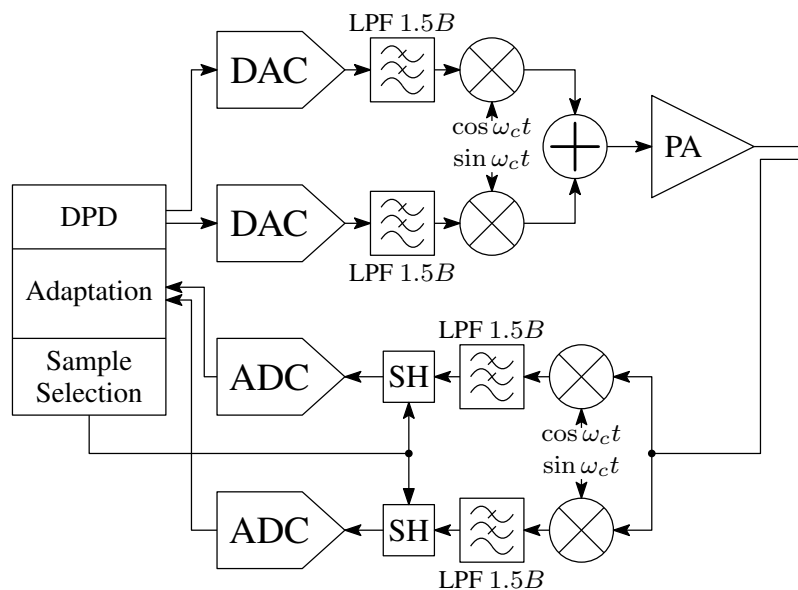 LPF 1.5B
DAC
cos ω_c t
sin ω_c t
PA
DPD
DAC
LPF 1.5B
Adaptation
LPF 1.5B
Sample
Selection
ADC
SH
cos ω_c t
sin ω_c t
ADC
SH
LPF 1.5B